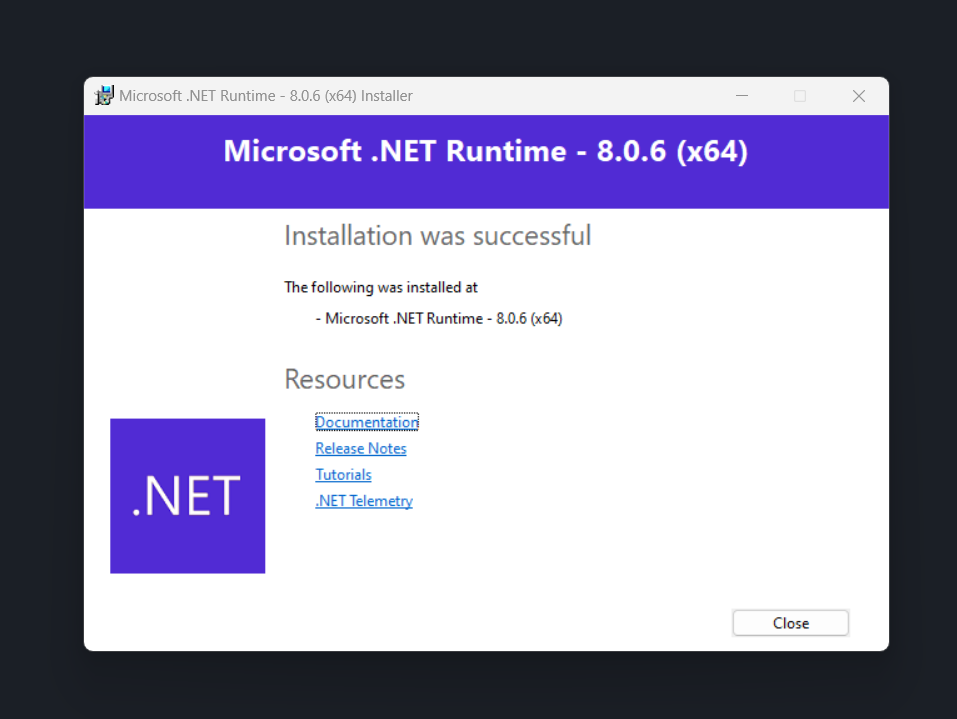 Microsoft .NET Runtime - 8.0.6 (x64) Installer
Microsoft .NET Runtime - 8.0.6 (x64)
Installation was successful
The following was installed at
- Microsoft .NET Runtime - 8.0.6 (x64)
Resources
Documentation
Release Notes
Tutorials
.NET Telemetry
.NET
Close